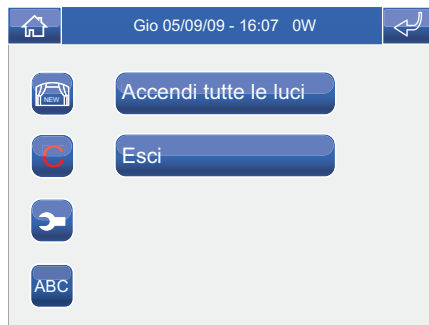 Gio 05/09/09 - 16:07 0W
NEW
Accendi tutte le luci
C
Esci
ABC